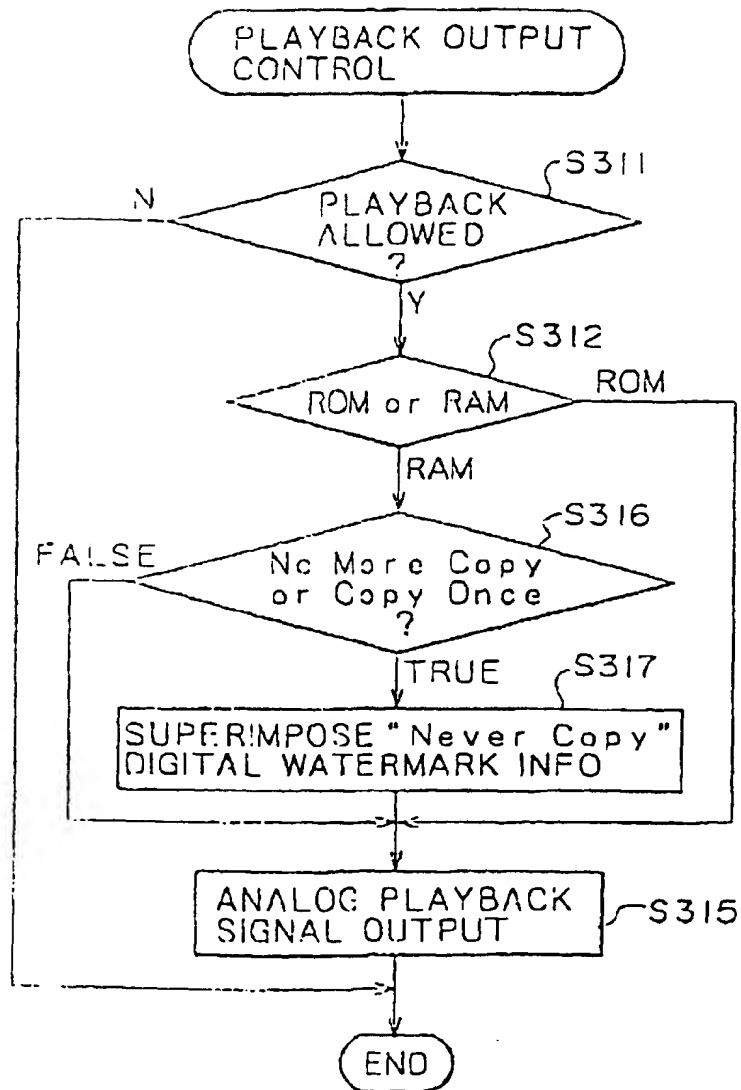 PLAYBACK OUTPUT
CONTROL
S311
N
PLAYBACK
ALLOWED
?
Y
S312
ROM or RAM
ROM
RAM
S316
FALSE
No More Copy
or Copy Once
?
TRUE
S317
SUPERIMPOSE "Never Copy"
DIGITAL WATERMARK INFO
ANALOG PLAYBACK
SIGNAL OUTPUT
S315
END